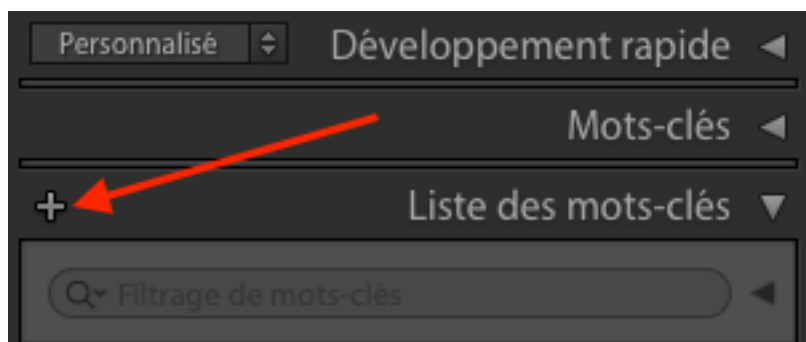 Personnalisé Développement rapide
Mots-clés
Liste des mots-clés
Filtrage de mots-clés